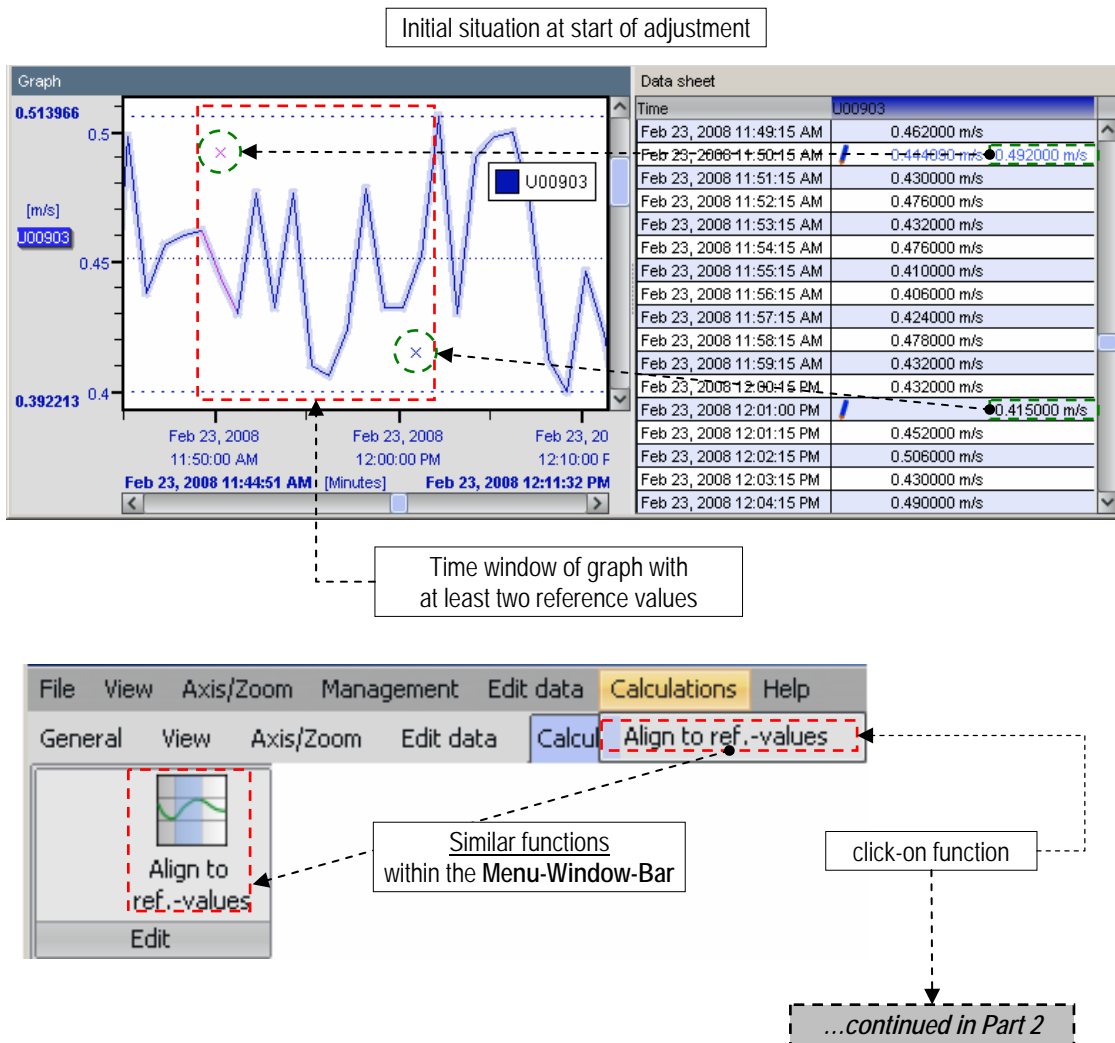 Initial situation at start of adjustment
Graph
0.513966
0.5
[m/s]
U00903
0.45
0.392213
0.4
U00903
Feb 23, 2008
11:50:00 AM
Feb 23, 2008
12:00:00 PM
Feb 23, 20
12:10:00 P
Feb 23, 2008 11:44:51 AM [Minutes] Feb 23, 2008 12:11:32 PM
Data sheet
Time U00903
Feb 23, 2008 11:49:15 AM 0.462000 m/s
Feb 23, 2008 11:50:15 AM 0.444000 m/s 0.492000 m/s
Feb 23, 2008 11:51:15 AM 0.430000 m/s
Feb 23, 2008 11:52:15 AM 0.476000 m/s
Feb 23, 2008 11:53:15 AM 0.432000 m/s
Feb 23, 2008 11:54:15 AM 0.476000 m/s
Feb 23, 2008 11:55:15 AM 0.410000 m/s
Feb 23, 2008 11:56:15 AM 0.406000 m/s
Feb 23, 2008 11:57:15 AM 0.424000 m/s
Feb 23, 2008 11:58:15 AM 0.478000 m/s
Feb 23, 2008 11:59:15 AM 0.432000 m/s
Feb 23, 2008 12:00:15 PM 0.432000 m/s
Feb 23, 2008 12:01:00 PM 0.415000 m/s
Feb 23, 2008 12:01:15 PM 0.452000 m/s
Feb 23, 2008 12:02:15 PM 0.506000 m/s
Feb 23, 2008 12:03:15 PM 0.430000 m/s
Feb 23, 2008 12:04:15 PM 0.490000 m/s
Time window of graph with
at least two reference values
File View Axis/Zoom Management Edit data Calculations Help
General View Axis/Zoom Edit data Calcul Align to ref.-values
Align to
ref.-values
Edit
Similar functions
within the Menu-Window-Bar
click-on function
...continued in Part 2